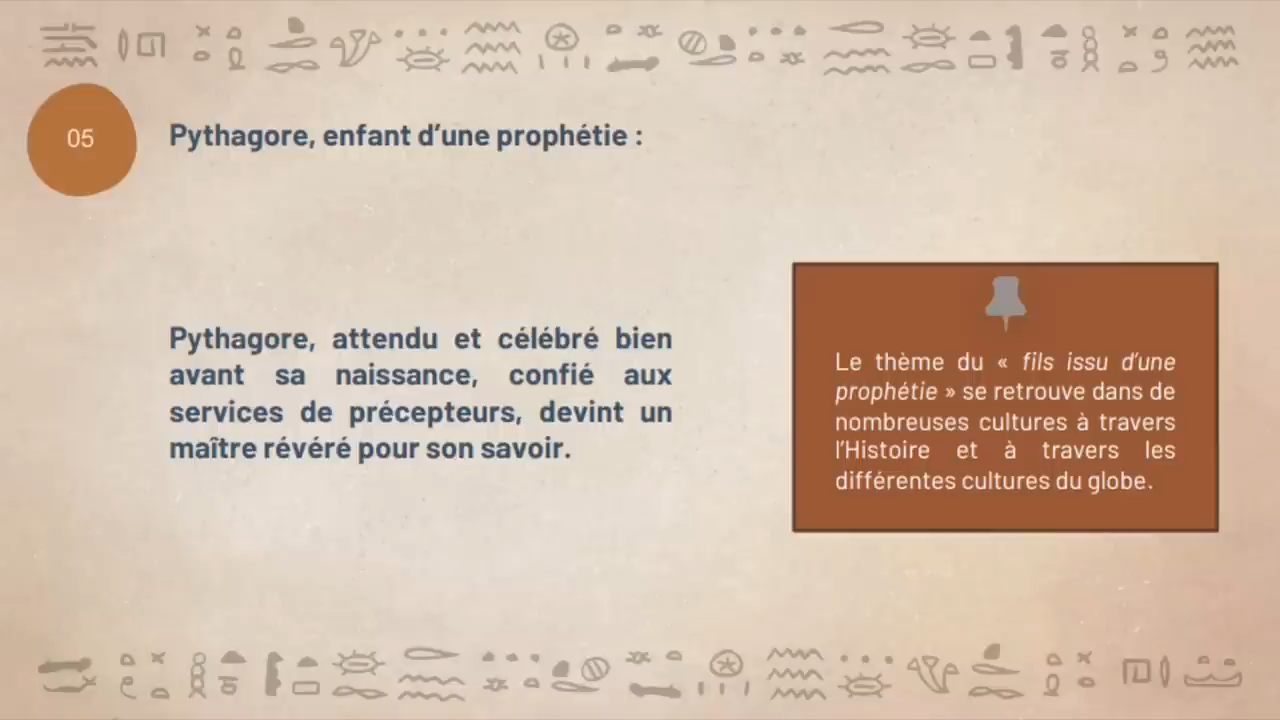 05
Pythagore, enfant d’une prophétie :
Pythagore, attendu et célébré bien
avant sa naissance, confié aux
services de précepteurs, devint un
maître révéré pour son savoir.
Le thème du « fils issu d’une
prophétie » se retrouve dans de
nombreuses cultures à travers
l’Histoire et à travers les
différentes cultures du globe.